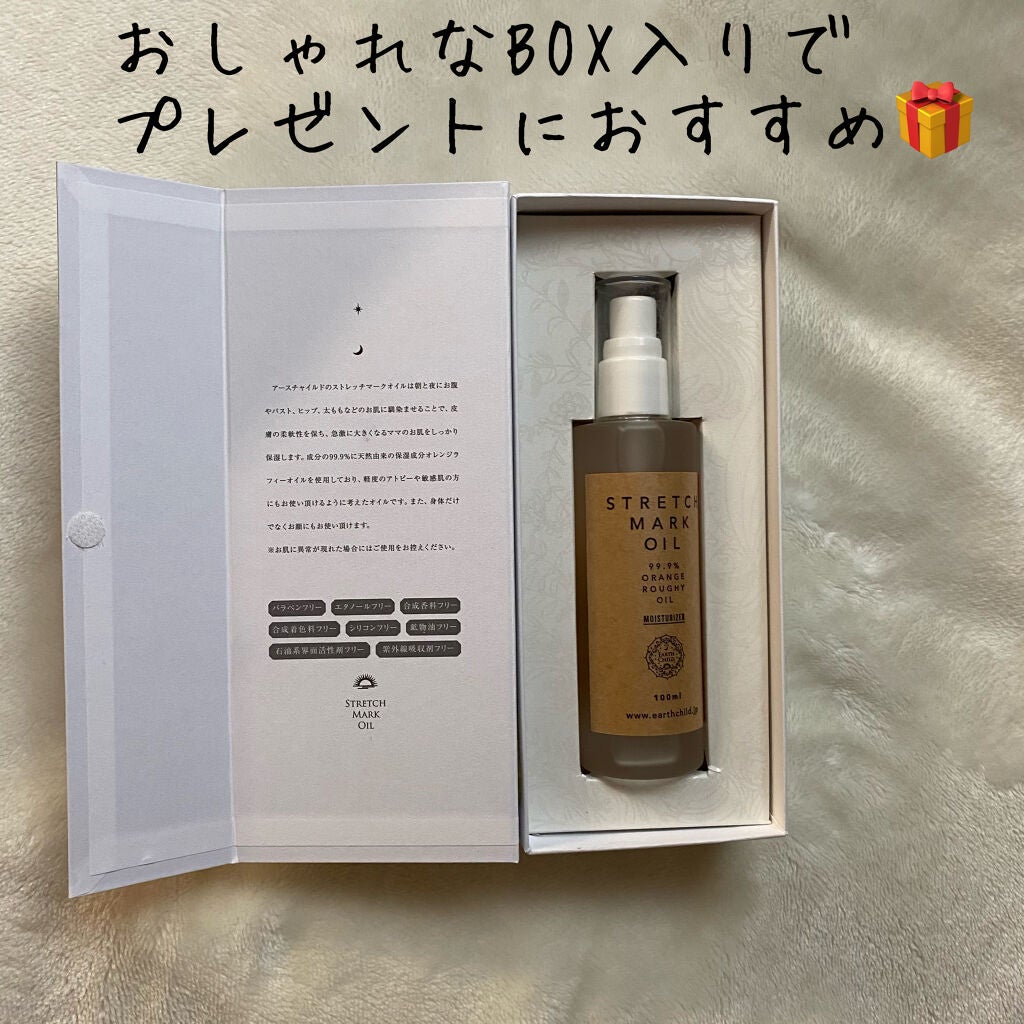 おしゃれなBOX入りで
プレゼントにおすすめ🎁
アースチャイルドのストレッチマークオイルは朝と夜にお腹
やバスト、ヒップ、太ももなどのお肌に馴染ませることで、皮
膚の柔軟性を保ち、急激に大きくなるママのお肌をしっかり
保湿します。成分の99.9%に天然由来の保湿成分オレンジラ
フィーオイルを使用しており、軽度のアトピーや敏感肌の方
にもお使い頂けるように考えたオイルです。また、身体だけ
でなくお顔にもお使い頂けます。
※お肌に異常が現れた場合にはご使用をお控えください。
パラベンフリー エタノールフリー 合成香料フリー
合成着色料フリー シリコンフリー 鉱物油フリー
石油系界面活性剤フリー 紫外線吸収剤フリー
STRETCH
MARK
OIL
STRETCH
MARK
OIL
99.9%
ORANGE
ROUGHY
OIL
MOISTURIZER
EARTH
CHILD
100ml
www.earthchild.jp